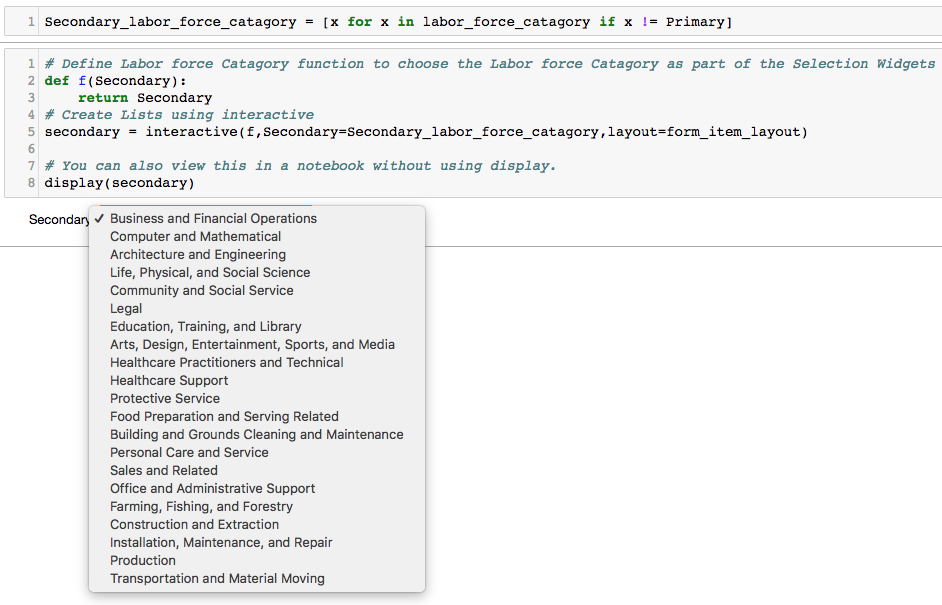 1 Secondary_labor_force_catagory = [x for x in labor_force_catagory if x != Primary]
1 # Define Labor force Catagory function to choose the Labor force Catagory as part of the Selection Widgets
2 def f(Secondary):
3     return Secondary
4 # Create Lists using interactive
5 secondary = interactive(f,Secondary=Secondary_labor_force_catagory,layout=form_item_layout)
6
7 # You can also view this in a notebook without using display.
8 display(secondary)
Secondary ✓ Business and Financial Operations
Computer and Mathematical
Architecture and Engineering
Life, Physical, and Social Science
Community and Social Service
Legal
Education, Training, and Library
Arts, Design, Entertainment, Sports, and Media
Healthcare Practitioners and Technical
Healthcare Support
Protective Service
Food Preparation and Serving Related
Building and Grounds Cleaning and Maintenance
Personal Care and Service
Sales and Related
Office and Administrative Support
Farming, Fishing, and Forestry
Construction and Extraction
Installation, Maintenance, and Repair
Production
Transportation and Material Moving